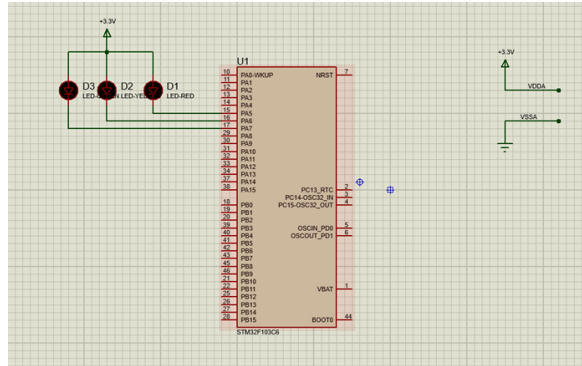 +3.3V
+3.3V
U1
10 PA0-WKUP
11 PA1
12 PA2
13 PA3
14 PA4
15 PA5
16 PA6
17 PA7
29 PA8
30 PA9
31 PA10
32 PA11
33 PA12
34 PA13
37 PA14
38 PA15
18 PB0
19 PB1
20 PB2
39 PB3
40 PB4
41 PB5
42 PB6
43 PB7
45 PB8
46 PB9
21 PB10
22 PB11
25 PB12
26 PB13
27 PB14
28 PB15
NRST 7
PC13_RTC 2
PC14-OSC32_IN 3
PC15-OSC32_OUT 4
OSCIN_PD0 5
OSCOUT_PD1 6
VBAT 1
BOOT0 44
STM32F103C6
D3
D2
D1
LED-RED
VDDA
VSSA